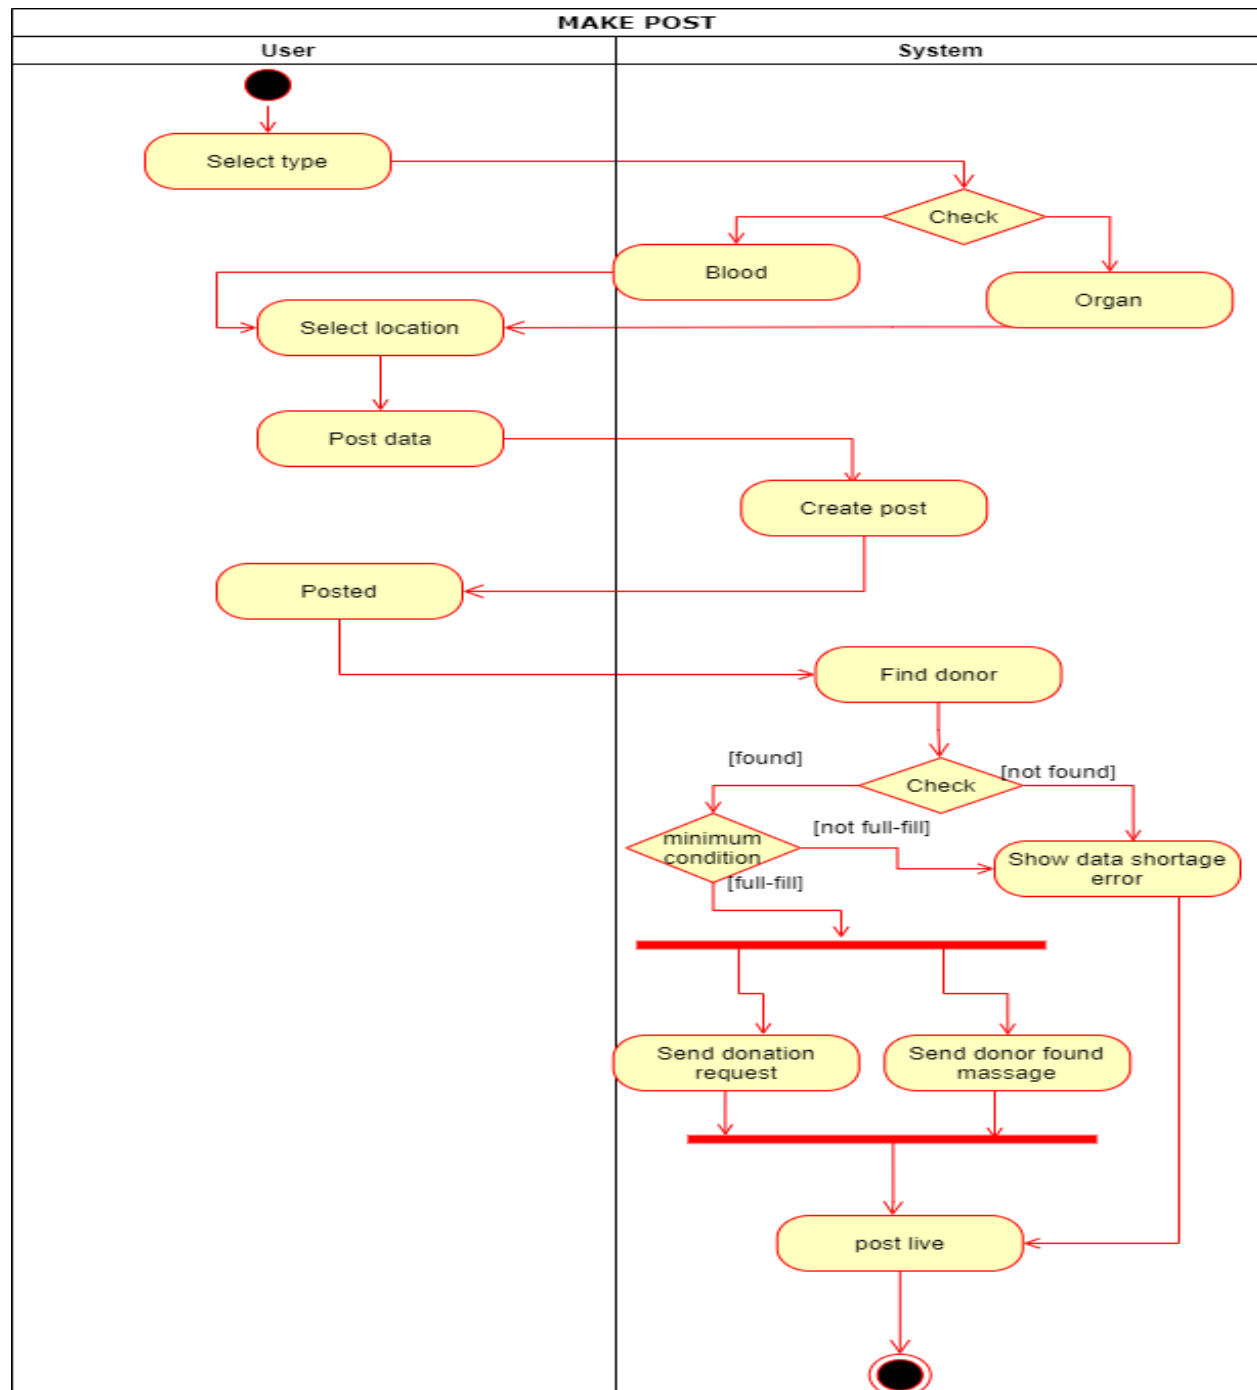 MAKE POST
User
System
Select type
Check
Blood
Organ
Select location
Post data
Create post
Posted
Find donor
[found]
Check
[not found]
minimum
condition
[not full-fill]
Show data shortage
error
[full-fill]
Send donation
request
Send donor found
massage
post live